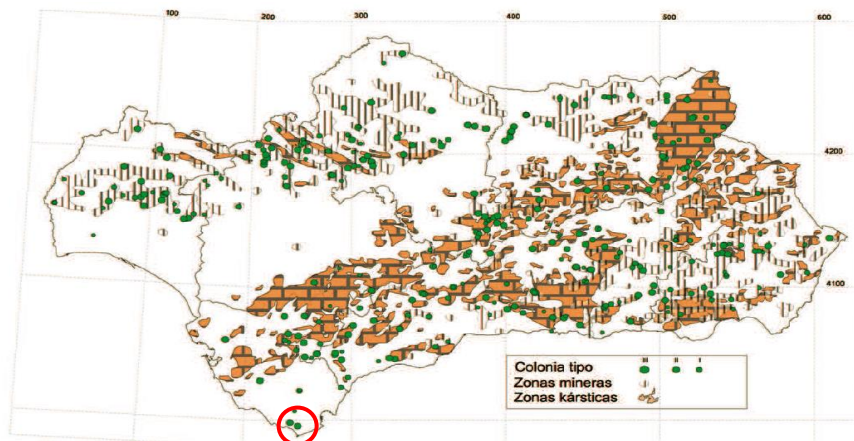 100 200 300 400 500 600
4200
4100
Colonia tipo III II I
Zonas mineras
Zonas kársticas